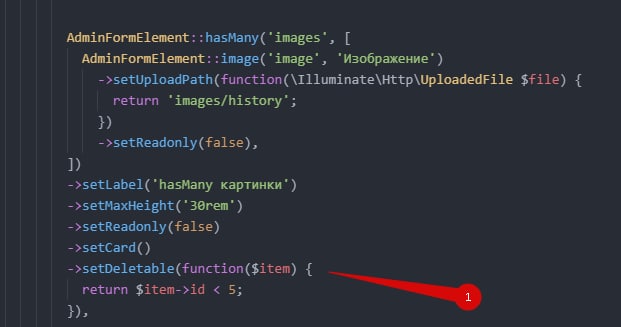 AdminFormElement::hasMany('images', [
AdminFormElement::image('image', 'Изображение')
->setUploadPath(function(\Illuminate\Http\UploadedFile $file) {
return 'images/history';
})
->setReadonly(false),
])
->setLabel('hasMany картинки')
->setMaxHeight('30rem')
->setReadonly(false)
->setCard()
->setDeletable(function($item) {
return $item->id < 5;
}),
1